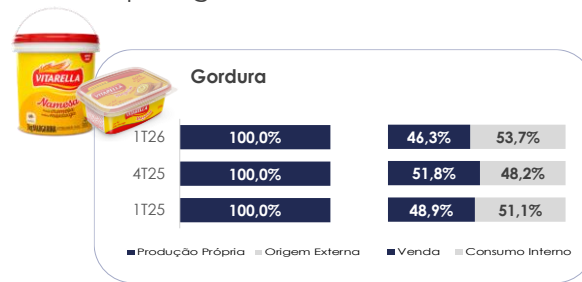 Gordura
VITARELLA
Namesa
1T26 100,0% 46,3% 53,7%
4T25 100,0% 51,8% 48,2%
1T25 100,0% 48,9% 51,1%
Produção Própria Origem Externa Venda Consumo Interno